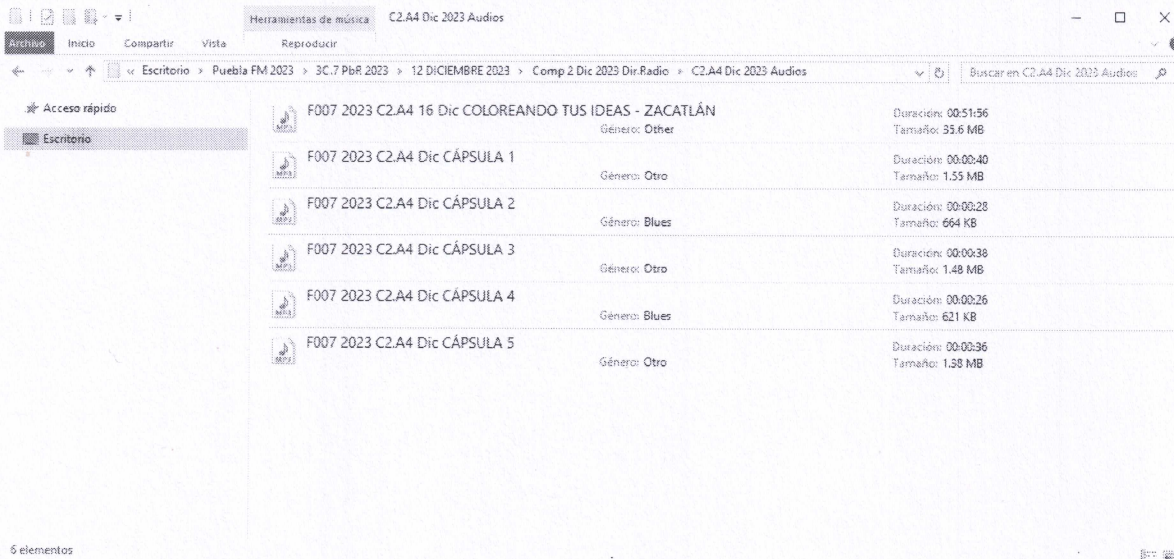 Herramientas de música C2.A4 Dic 2023 Audios
Archivo Inicio Compartir Vista Reproducir
« Escritorio > Puebla FM 2023 > 3C.7 PbR 2023 > 12 DICIEMBRE 2023 > Comp 2 Dic 2023 Dir.Radio > C2.A4 Dic 2023 Audios Buscar en C2.A4 Dic 2023 Audios
Acceso rápido
Escritorio
F007 2023 C2.A4 16 Dic COLOREANDO TUS IDEAS - ZACATLÁN
Género: Other
Duración: 00:51:56
Tamaño: 35.6 MB
MP3
F007 2023 C2.A4 Dic CÁPSULA 1
Género: Otro
Duración: 00:00:40
Tamaño: 1.55 MB
MP3
F007 2023 C2.A4 Dic CÁPSULA 2
Género: Blues
Duración: 00:00:28
Tamaño: 664 KB
MP3
F007 2023 C2.A4 Dic CÁPSULA 3
Género: Otro
Duración: 00:00:38
Tamaño: 1.48 MB
MP3
F007 2023 C2.A4 Dic CÁPSULA 4
Género: Blues
Duración: 00:00:26
Tamaño: 621 KB
MP3
F007 2023 C2.A4 Dic CÁPSULA 5
Género: Otro
Duración: 00:00:36
Tamaño: 1.38 MB
MP3
6 elementos